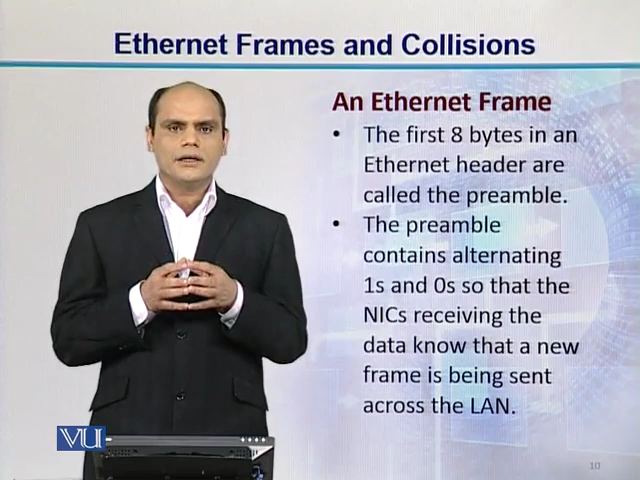 Ethernet Frames and Collisions
An Ethernet Frame
• The first 8 bytes in an
Ethernet header are
called the preamble.
• The preamble
contains alternating
1s and 0s so that the
NICs receiving the
data know that a new
frame is being sent
across the LAN.
VU
10